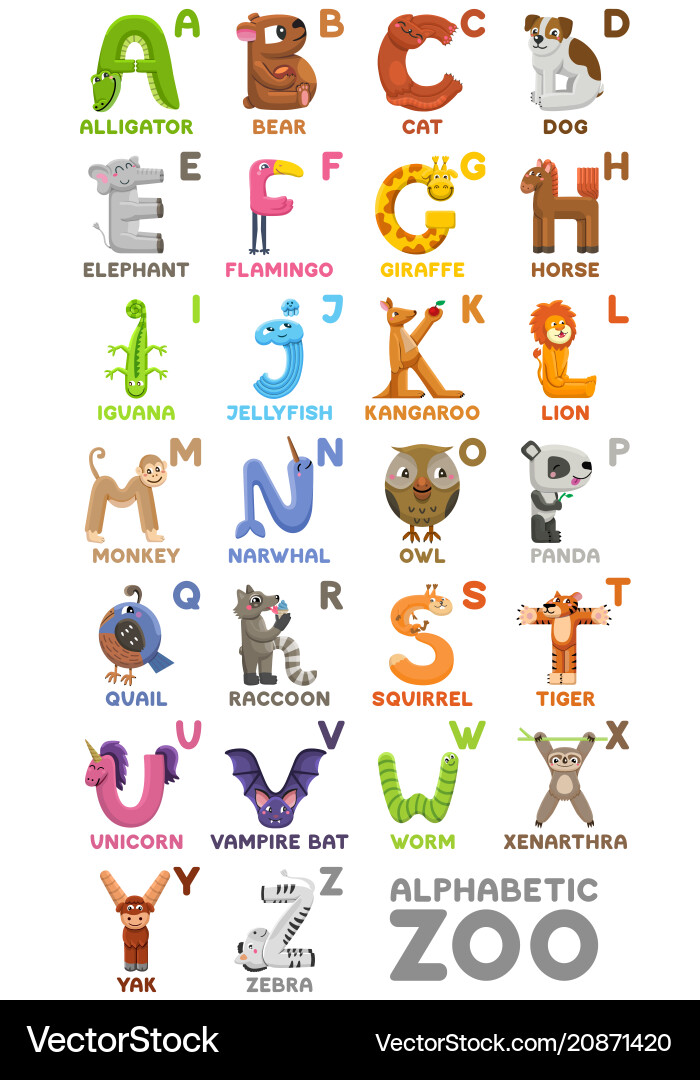 A B C D
ALLIGATOR BEAR CAT DOG
E F G H
ELEPHANT FLAMINGO GIRAFFE HORSE
I J K L
IGUANA JELLYFISH KANGAROO LION
M N O P
MONKEY NARWHAL OWL PANDA
Q R S T
QUAIL RACCOON SQUIRREL TIGER
U V W X
UNICORN VAMPIRE BAT WORM XENARTHRA
Y Z ALPHABETIC
ZOO
YAK ZEBRA
VectorStock® VectorStock.com/20871420